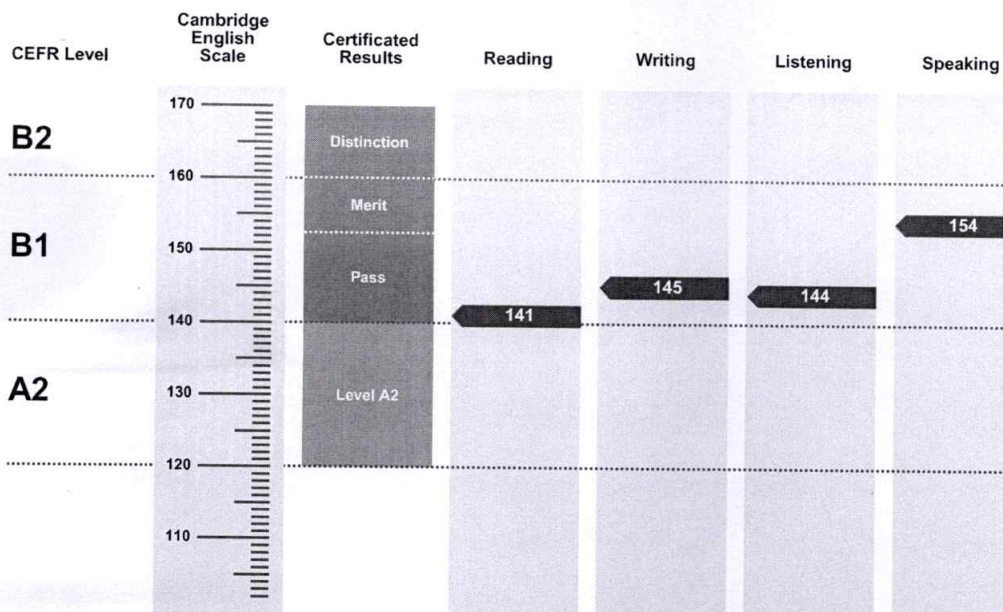 CEFR Level
Cambridge
English
Scale
Certificated
Results
Reading
Writing
Listening
Speaking
170
B2
Distinction
160
Merit
154
150
B1
Pass
145
144
141
140
A2
130
Level A2
120
110